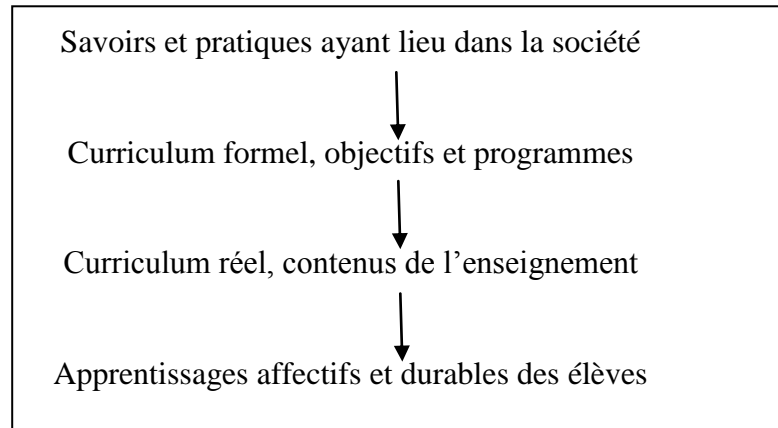 Savoirs et pratiques ayant lieu dans la société
Curriculum formel, objectifs et programmes
Curriculum réel, contenus de l’enseignement
Apprentissages affectifs et durables des élèves